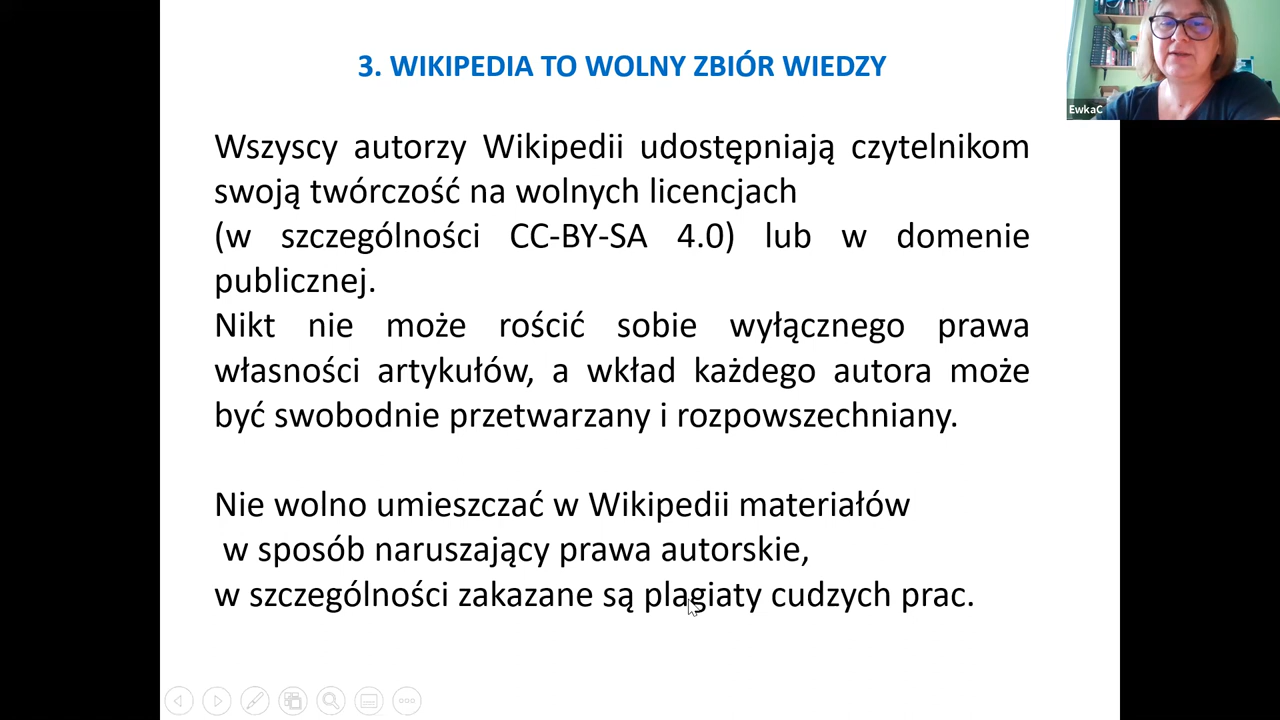 3. WIKIPEDIA TO WOLNY ZBIÓR WIEDZY
EwkaC
Wszyscy autorzy Wikipedii udostępniają czytelnikom
swoją twórczość na wolnych licencjach
(w szczególności CC-BY-SA 4.0) lub w domenie
publicznej.
Nikt nie może rościć sobie wyłącznego prawa
własności artykułów, a wkład każdego autora może
być swobodnie przetwarzany i rozpowszechniany.
Nie wolno umieszczać w Wikipedii materiałów
w sposób naruszający prawa autorskie,
w szczególności zakazane są plagiaty cudzych prac.